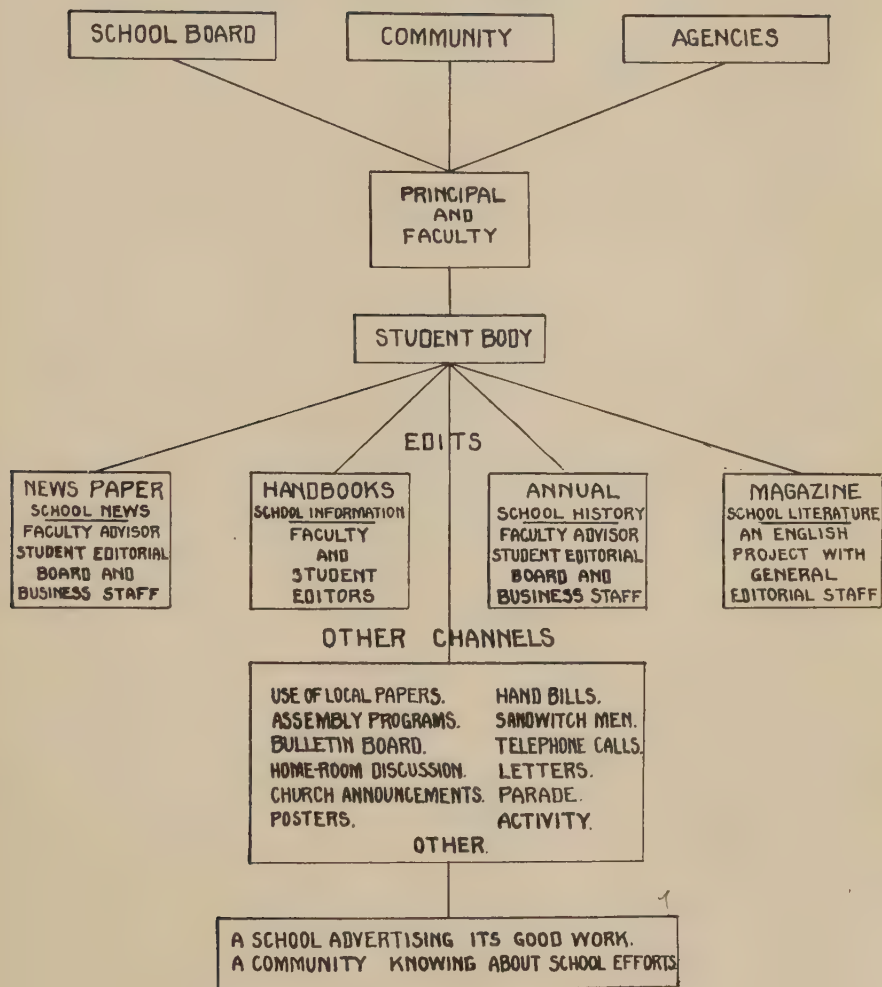 SCHOOL BOARD
COMMUNITY
AGENCIES
PRINCIPAL
AND
FACULTY
STUDENT BODY
EDITS
NEWS PAPER
SCHOOL NEWS
FACULTY ADVISOR
STUDENT EDITORIAL
BOARD AND
BUSINESS STAFF
HANDBOOKS
SCHOOL INFORMATION
FACULTY
AND
STUDENT
EDITORS
ANNUAL
SCHOOL HISTORY
FACULTY ADVISOR
STUDENT EDITORIAL
BOARD AND
BUSINESS STAFF
MAGAZINE
SCHOOL LITERATURE
AN ENGLISH
PROJECT WITH
GENERAL
EDITORIAL STAFF
OTHER CHANNELS
USE OF LOCAL PAPERS.
ASSEMBLY PROGRAMS.
BULLETIN BOARD.
HOME-ROOM DISCUSSION.
CHURCH ANNOUNCEMENTS.
POSTERS.
HAND BILLS.
SANDWITCH MEN.
TELEPHONE CALLS.
LETTERS.
PARADE.
ACTIVITY.
OTHER.
A SCHOOL ADVERTISING ITS GOOD WORK.
A COMMUNITY KNOWING ABOUT SCHOOL EFFORTS